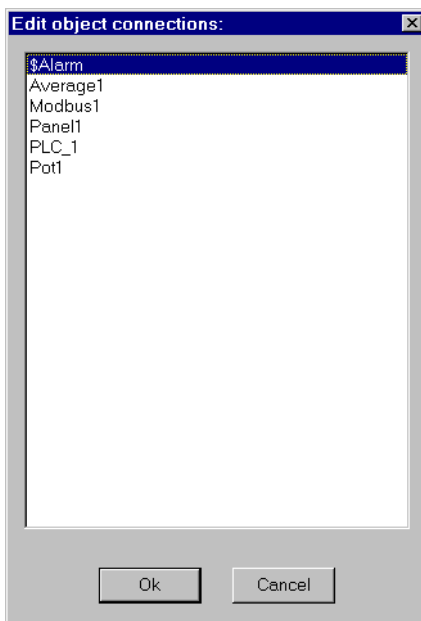 Edit object connections:
$Alarm
Average1
Modbus1
Panel1
PLC_1
Pot1
Ok
Cancel